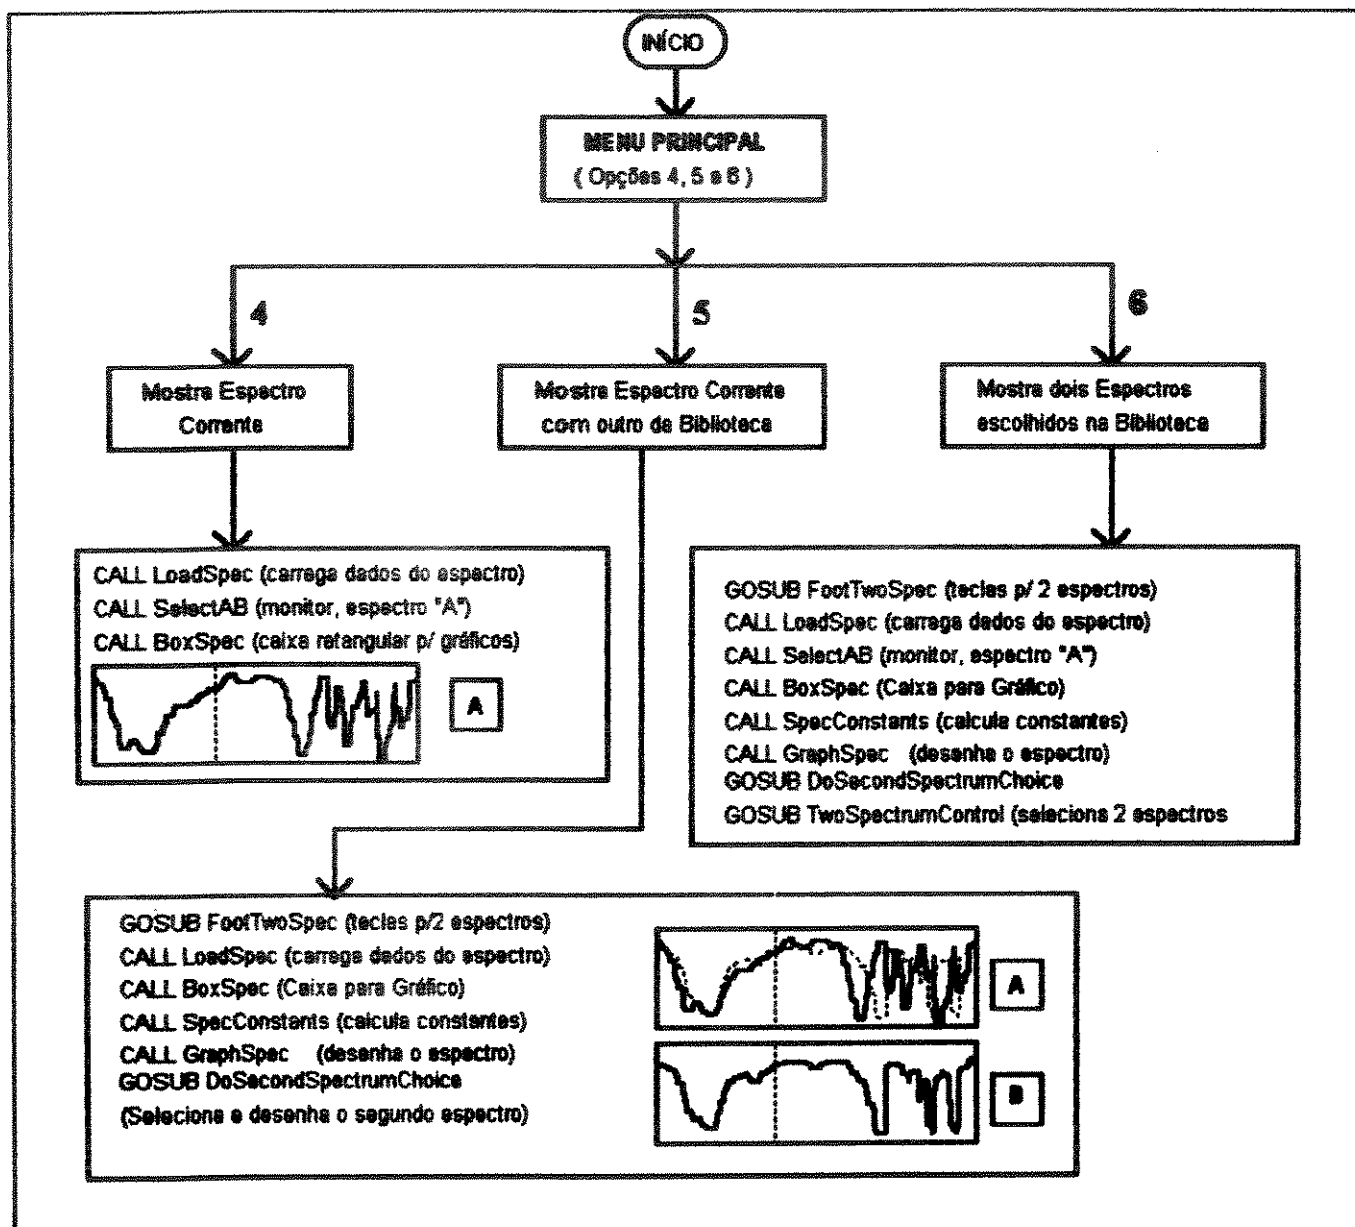 INÍCIO
MENU PRINCIPAL
( Opções 4, 5 e 6 )
4
5
6
Mostra Espectro
Corrente
Mostra Espectro Corrente
com outro da Biblioteca
Mostra dois Espectros
escolhidos na Biblioteca
CALL LoadSpec (carrega dados do espectro)
CALL SelectAB (monitor, espectro "A")
CALL BoxSpec (caixa retangular p/ gráficos)
A
GOSUB FootTwoSpec (teclas p/ 2 espectros)
CALL LoadSpec (carrega dados do espectro)
CALL SelectAB (monitor, espectro "A")
CALL BoxSpec (Caixa para Gráfico)
CALL SpecConstants (calcula constantes)
CALL GraphSpec (desenha o espectro)
GOSUB DoSecondSpectrumChoice
GOSUB TwoSpectrumControl (seleciona 2 espectros
GOSUB FootTwoSpec (teclas p/2 espectros)
CALL LoadSpec (carrega dados do espectro)
CALL BoxSpec (Caixa para Gráfico)
CALL SpecConstants (calcula constantes)
CALL GraphSpec (desenha o espectro)
GOSUB DoSecondSpectrumChoice
(Seleciona e desenha o segundo espectro)
A
B